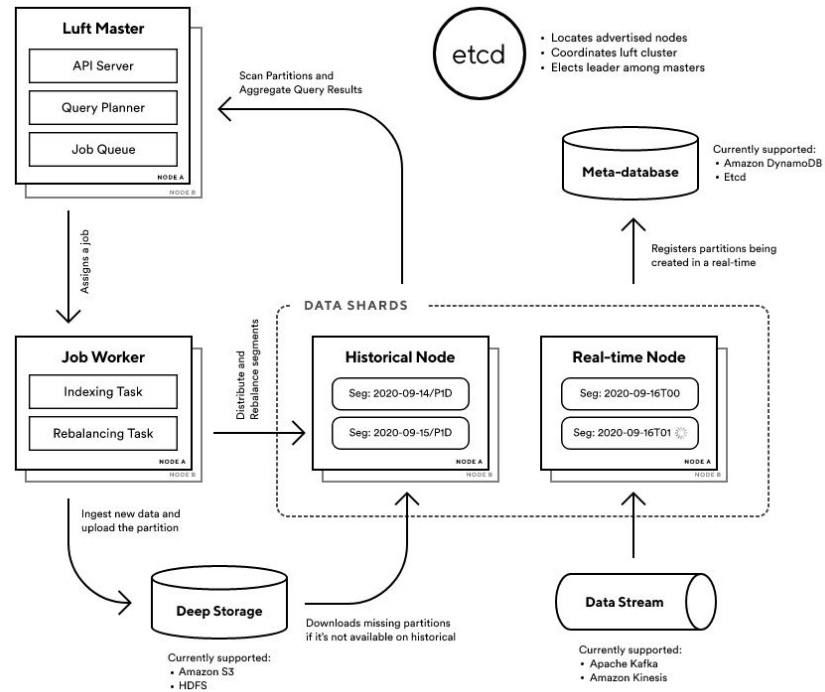 Luft Master
API Server
Query Planner
Job Queue
NODE A
NODE B
Scan Partitions and
Aggregate Query Results
etcd
• Locates advertised nodes
• Coordinates luft cluster
• Elects leader among masters
Meta-database
Currently supported:
• Amazon DynamoDB
• Etcd
Assigns a job
Registers partitions being
created in a real-time
DATA SHARDS
Job Worker
Indexing Task
Rebalancing Task
NODE A
NODE B
Distribute and
Rebalance segments
Historical Node
Seg: 2020-09-14/P1D
Seg: 2020-09-15/P1D
NODE A
NODE B
Real-time Node
Seg: 2020-09-16T00
Seg: 2020-09-16T01
NODE A
NODE B
Ingest new data and
upload the partition
Deep Storage
Currently supported:
• Amazon S3
• HDFS
Downloads missing partitions
if it's not available on historical
Data Stream
Currently supported:
• Apache Kafka
• Amazon Kinesis